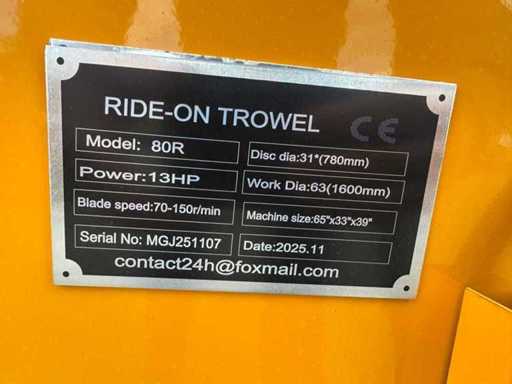 RIDE-ON TROWEL CE
Model: 80R
Disc dia:31"(780mm)
Power:13HP
Work Dia:63(1600mm)
Blade speed:70-150r/min
Machine size:65"x33"x39"
Serial No: MGJ251107
Date:2025.11
contact24h@foxmail.com